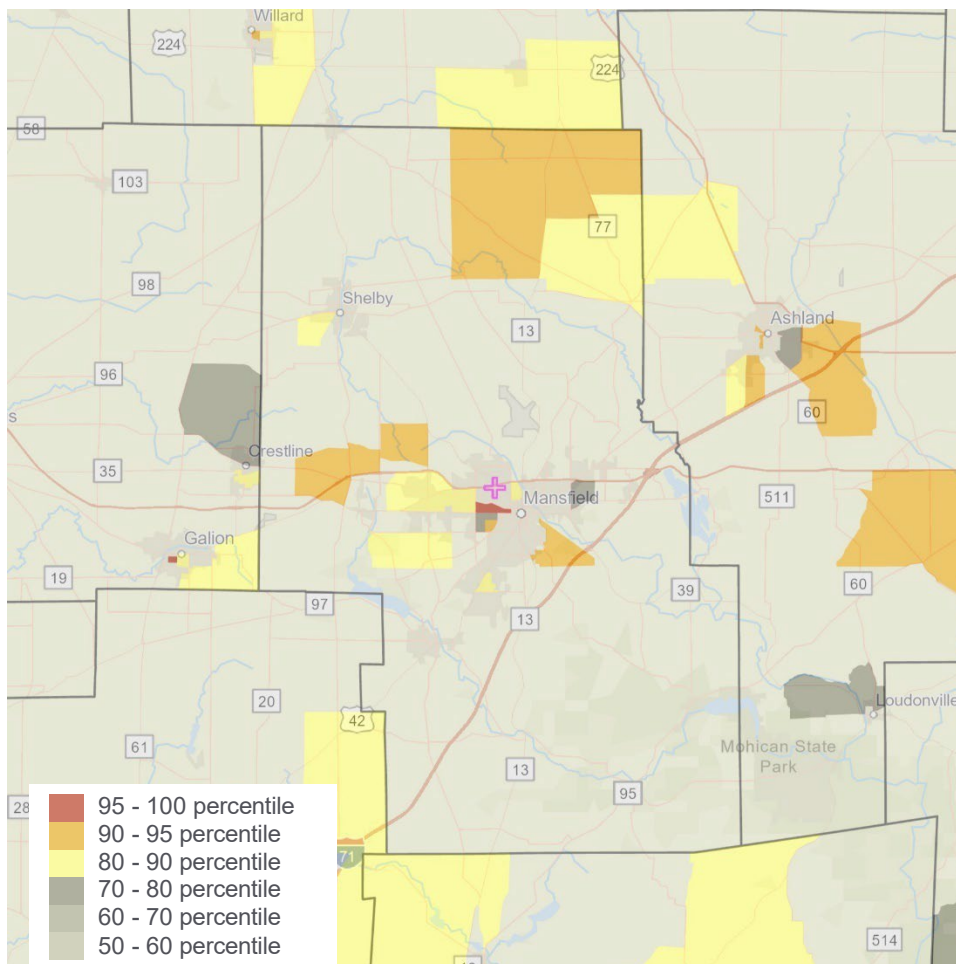 Willard
224
224
58
103
77
98
Shelby
13
Ashland
96
60
s
Crestline
35
511
Mansfield
Galion
19
60
97
39
13
20
42
Loudonville
61
Mohican State
Park
13
28
95
95 - 100 percentile
90 - 95 percentile
80 - 90 percentile
71
70 - 80 percentile
60 - 70 percentile
50 - 60 percentile
514